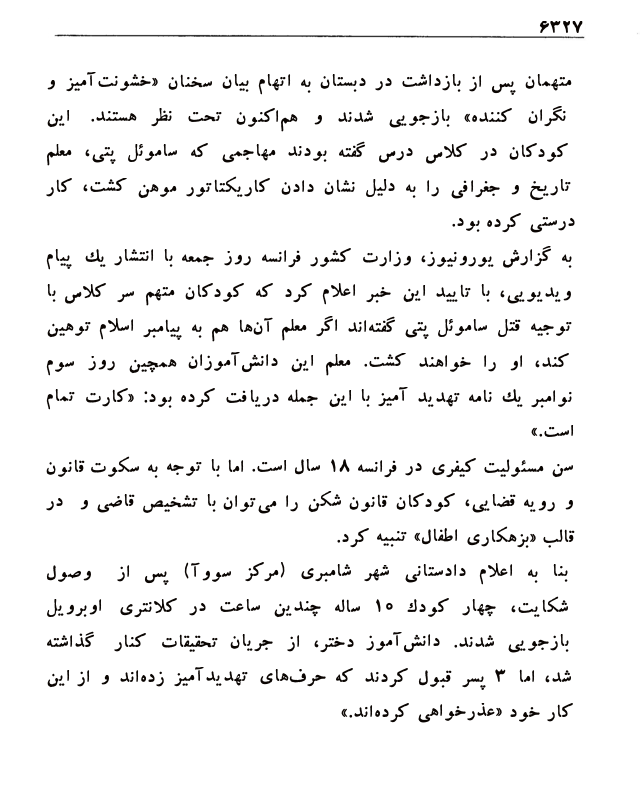 ۶۳۲۷
متهمان پس از بازداشت در دبستان به اتهام بیان سخنان «خشونت‌آمیز و
نگران کننده» بازجویی شدند و هم‌اکنون تحت نظر هستند. این
کودکان در کلاس درس گفته بودند مهاجمی که ساموئل پتی، معلم
تاریخ و جغرافی را به دلیل نشان دادن کاریکتاتور موهن کشت، کار
درستی کرده بود.
به گزارش یورونیوز، وزارت کشور فرانسه روز جمعه با انتشار یك پیام
ویدیویی، با تایید این خبر اعلام کرد که کودکان متهم سر کلاس با
توجیه قتل ساموئل پتی گفته‌اند اگر معلم آن‌ها هم به پیامبر اسلام توهین
کند، او را خواهند کشت. معلم این دانش‌آموزان همچین روز سوم
نوامبر یك نامه تهدید آمیز با این جمله دریافت کرده بود: «کارت تمام
است.»
سن مسئولیت کیفری در فرانسه ۱۸ سال است. اما با توجه به سکوت قانون
و رویه قضایی، کودکان قانون شکن را می‌توان با تشخیص قاضی و در
قالب «بزهکاری اطفال» تنبیه کرد.
بنا به اعلام دادستانی شهر شامبری (مرکز سووآ) پس از وصول
شکایت، چهار کودك ۱۰ ساله چندین ساعت در کلانتری اوبرویل
بازجویی شدند. دانش‌آموز دختر، از جریان تحقیقات کنار گذاشته
شد، اما ۳ پسر قبول کردند که حرف‌های تهدیدآمیز زده‌اند و از این
کار خود «عذرخواهی کرده‌اند.»